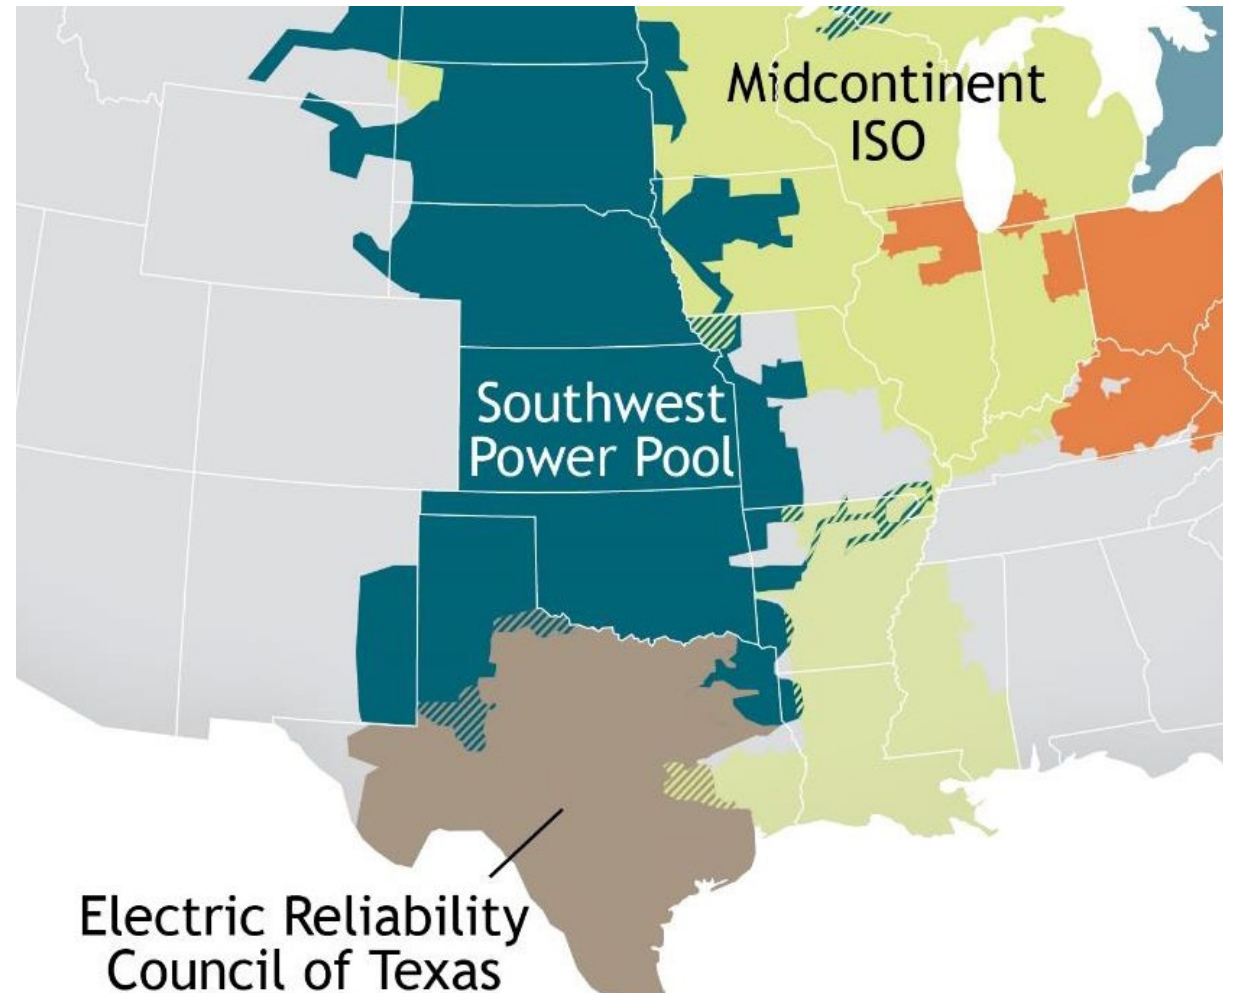 Midcontinent
ISO
Southwest
Power Pool
Electric Reliability
Council of Texas